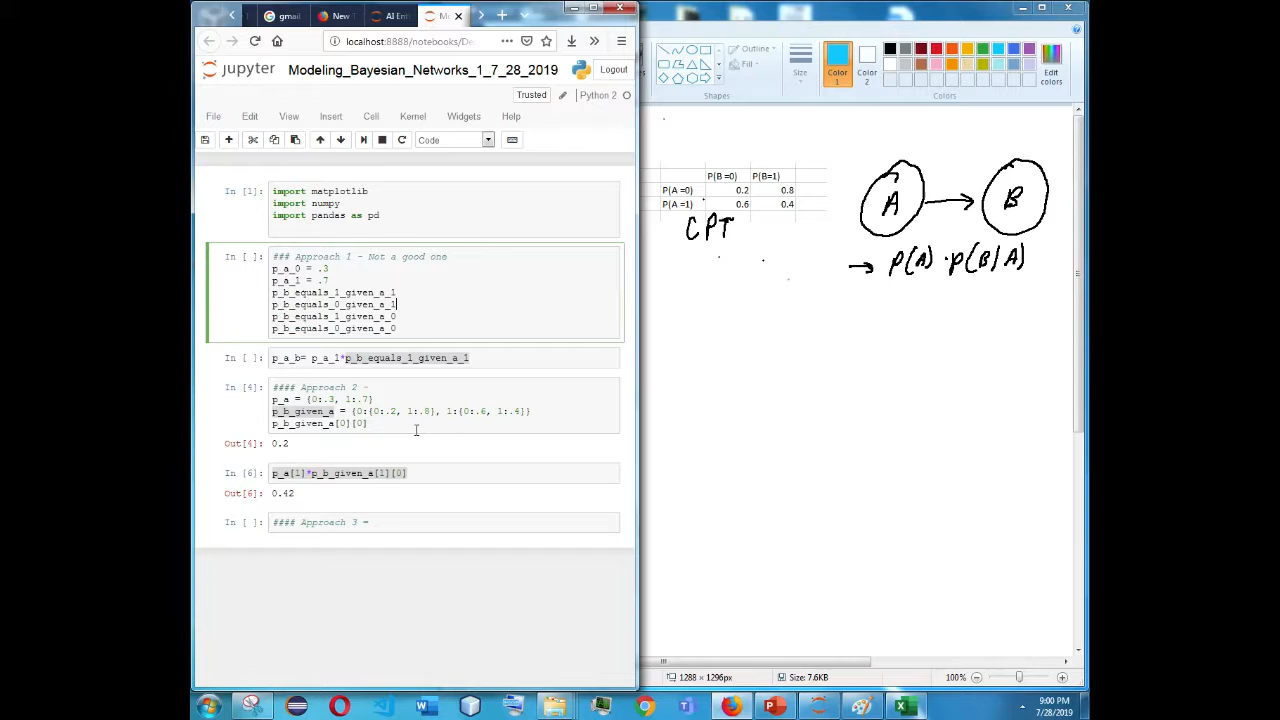 gmail
New
AI Ent
localhost:8888/notebooks/De
jupyter
Modeling_Bayesian_Networks_1_7_28_2019
Logout
Trusted
Python 2
File Edit View Insert Cell Kernel Widgets Help
Code
In [1]: import matplotlib
import numpy
import pandas as pd
In [ ]: ### Approach 1 - Not a good one
p_a_0 = .3
p_a_1 = .7
p_b_equals_1_given_a_1
p_b_equals_0_given_a_1
p_b_equals_1_given_a_0
p_b_equals_0_given_a_0
In [ ]: p_a_b= p_a_1*p_b_equals_1_given_a_1
In [4]: #### Approach 2 -
p_a = {0:.3, 1:.7}
p_b_given_a = {0:{0:.2, 1:.8}, 1:{0:.6, 1:.4}}
p_b_given_a[0][0]
Out[4]: 0.2
In [6]: p_a[1]*p_b_given_a[1][0]
Out[6]: 0.42
In [ ]: #### Approach 3 =
Outline
Fill
Shapes
Size
Color 1
Color 2
Edit colors
Colors
P(B =0) P(B=1)
P(A =0) 0.2 0.8
P(A =1) 0.6 0.4
CPT
A
B
→ P(A) · P(B/A)
1288 × 1296px
Size: 7.6KB
100%
9:00 PM
7/28/2019